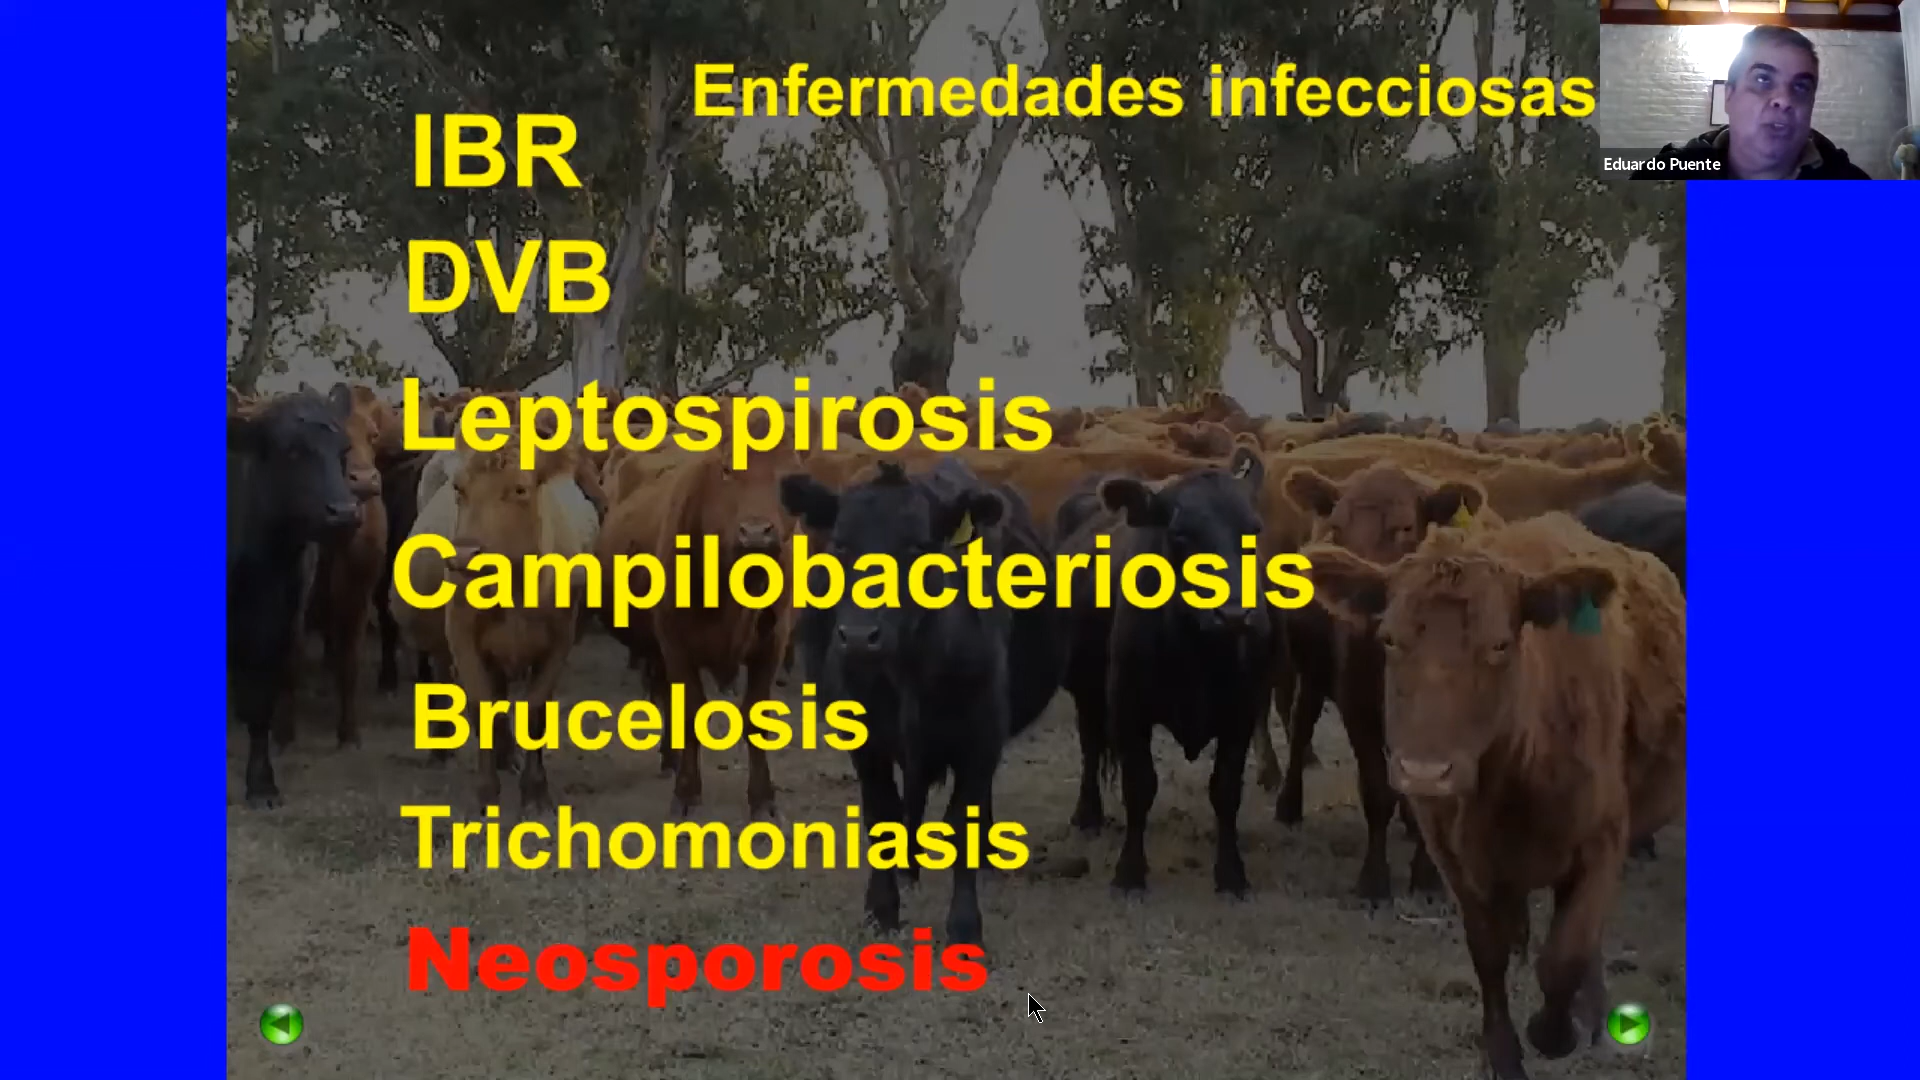 Enfermedades infecciosas
IBR
DVB
Leptospirosis
Campilobacteriosis
Brucelosis
Trichomoniasis
Neosporosis
Eduardo Puente